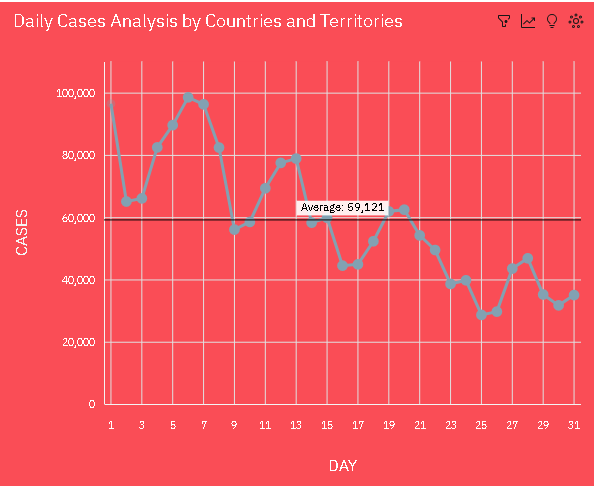 Daily Cases Analysis by Countries and Territories
100,000
80,000
60,000
40,000
20,000
0
CASES
Average: 59,121
1 3 5 7 9 11 13 15 17 19 21 23 25 27 29 31
DAY